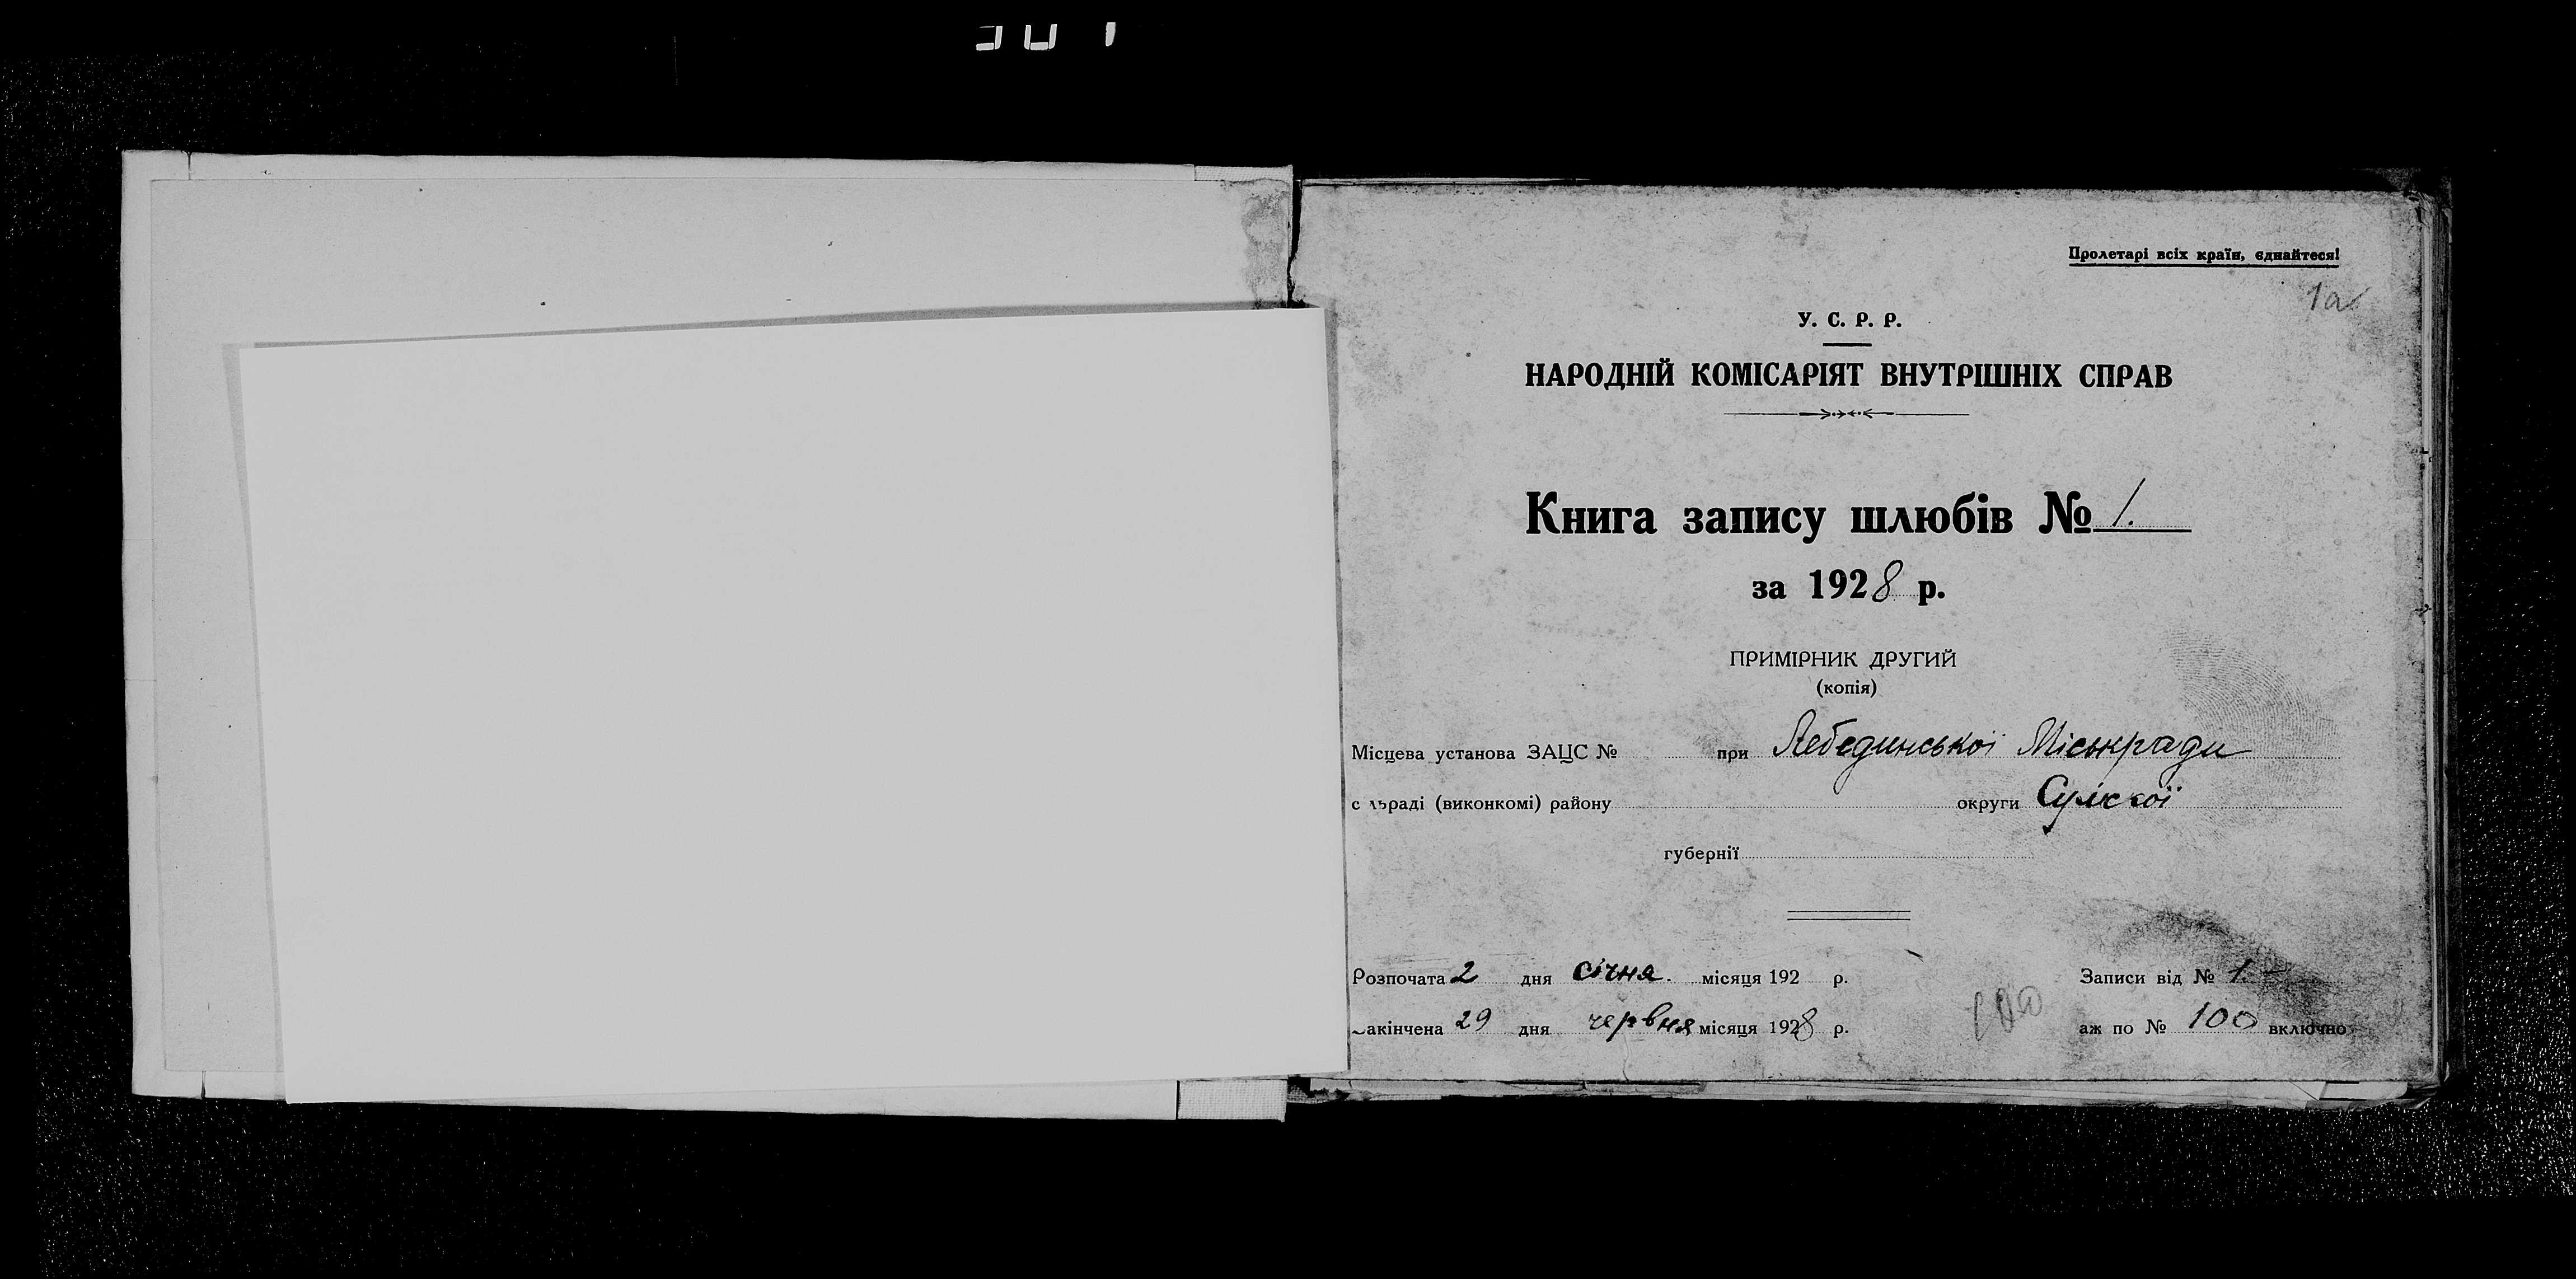 Пролетарі всіх країн, єднайтеся!
1а
У. С. Р. Р.
НАРОДНІЙ КОМІСАРІЯТ ВНУТРІШНІХ СПРАВ
Книга запису шлюбів № 1.
за 1928 р.
ПРИМІРНИК ДРУГИЙ
(копія)
Місцева установа ЗАЦС № при Лебединської Міськради
с льраді (виконкомі) району округи Сумскої
губернії
Розпочата 2 дня січня. місяця 192 р. Записи від № 1.
акінчена 29 дня червня місяця 1928 р. аж по № 100 включно